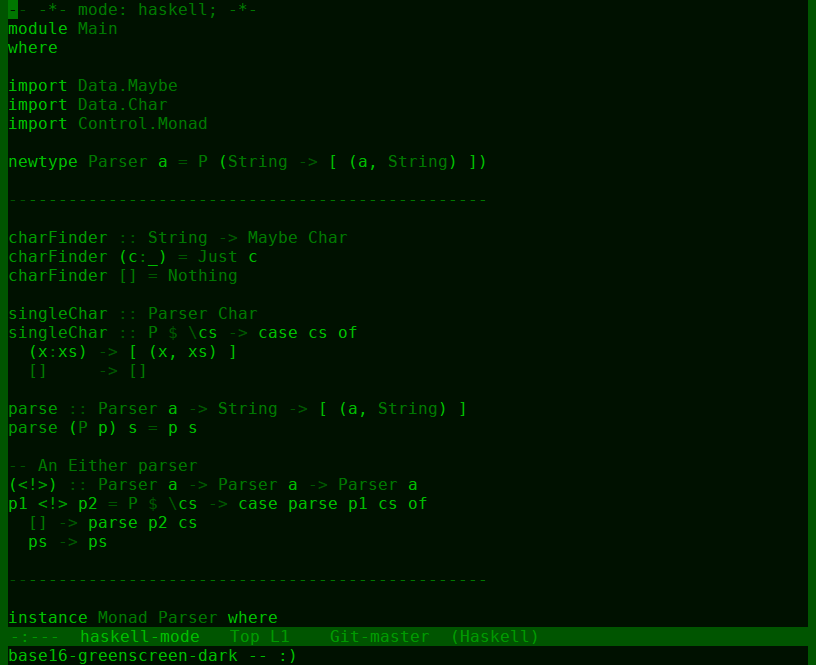 -- -*- mode: haskell; -*-
module Main
where

import Data.Maybe
import Data.Char
import Control.Monad

newtype Parser a = P (String -> [ (a, String) ])

------------------------------------------------

charFinder :: String -> Maybe Char
charFinder (c:_) = Just c
charFinder [] = Nothing

singleChar :: Parser Char
singleChar :: P $ \cs -> case cs of
  (x:xs) -> [ (x, xs) ]
  []     -> []

parse :: Parser a -> String -> [ (a, String) ]
parse (P p) s = p s

-- An Either parser
(<!>) :: Parser a -> Parser a -> Parser a
p1 <!> p2 = P $ \cs -> case parse p1 cs of
  [] -> parse p2 cs
  ps -> ps

------------------------------------------------

instance Monad Parser where
-:---  haskell-mode   Top L1    Git-master  (Haskell)
base16-greenscreen-dark -- :)